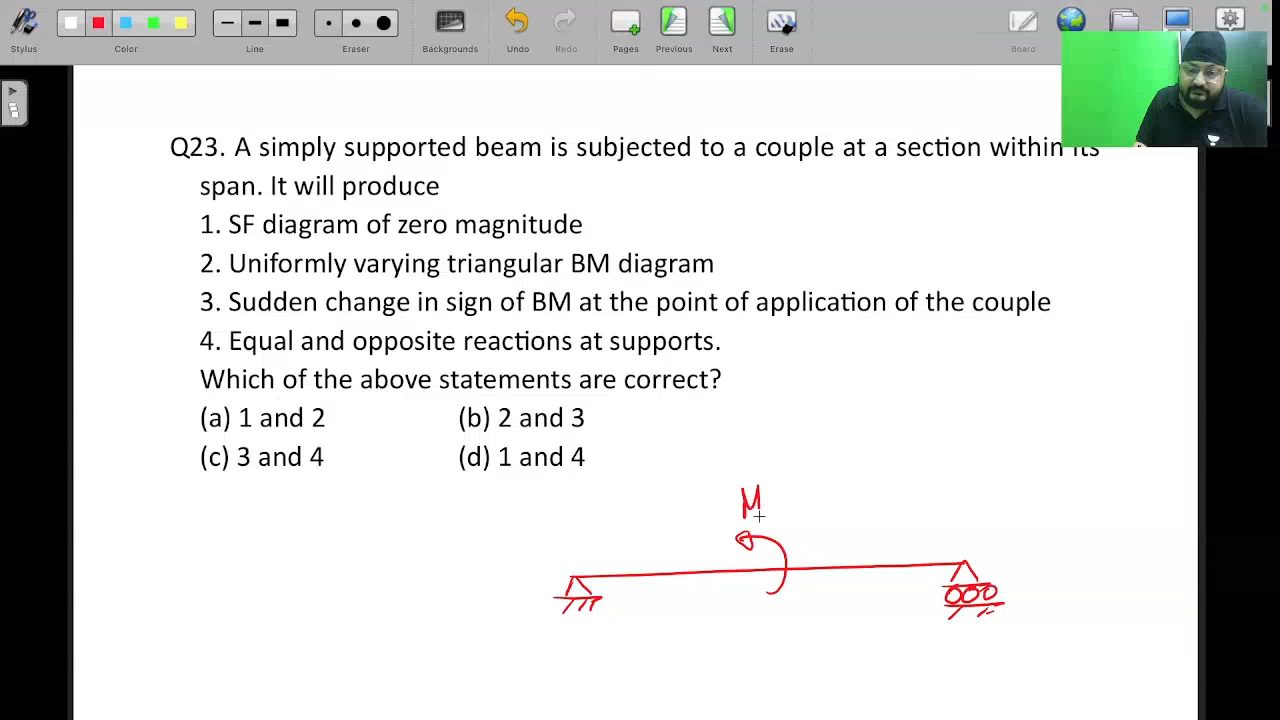 Stylus
Color
Line
Eraser
Backgrounds
Undo
Redo
Pages
Previous
Next
Erase
Board
Q23. A simply supported beam is subjected to a couple at a section within its
span. It will produce
1. SF diagram of zero magnitude
2. Uniformly varying triangular BM diagram
3. Sudden change in sign of BM at the point of application of the couple
4. Equal and opposite reactions at supports.
Which of the above statements are correct?
(a) 1 and 2 (b) 2 and 3
(c) 3 and 4 (d) 1 and 4
M